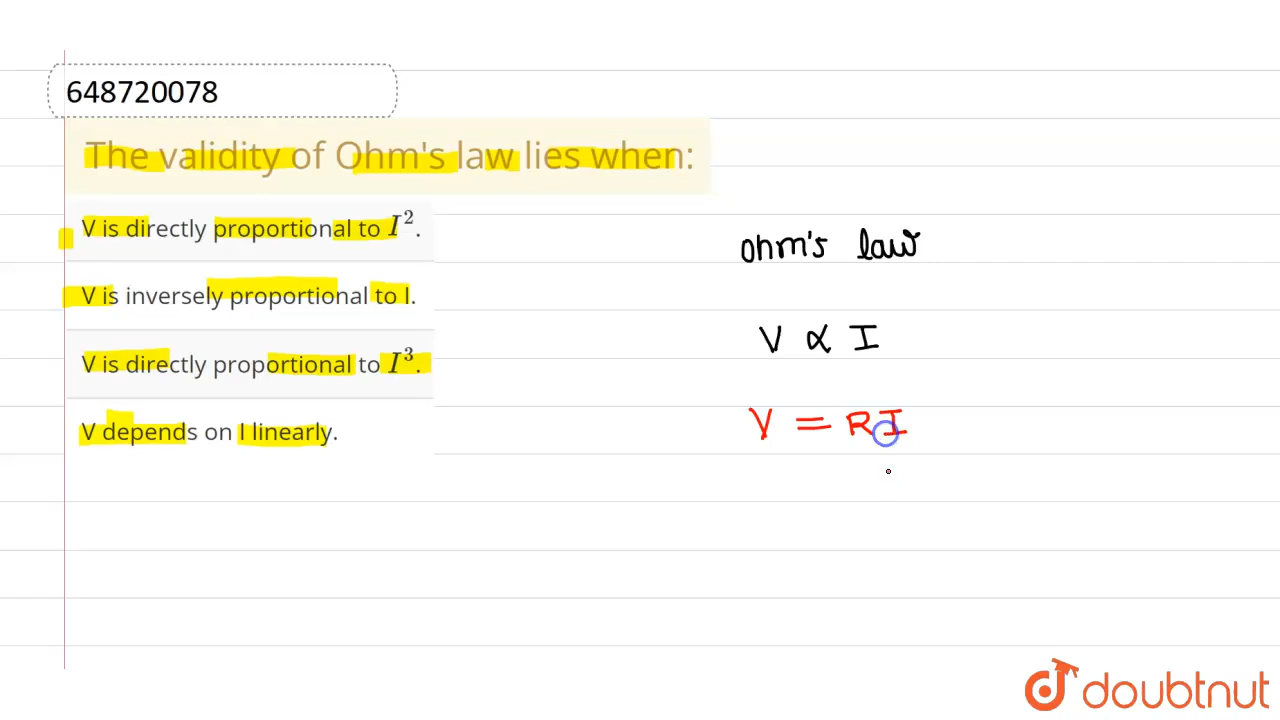 648720078
The validity of Ohm's law lies when:
V is directly proportional to I².
V is inversely proportional to I.
V is directly proportional to I³.
V depends on I linearly.
ohm's law
V ∝ I
V = RI
doubtnut